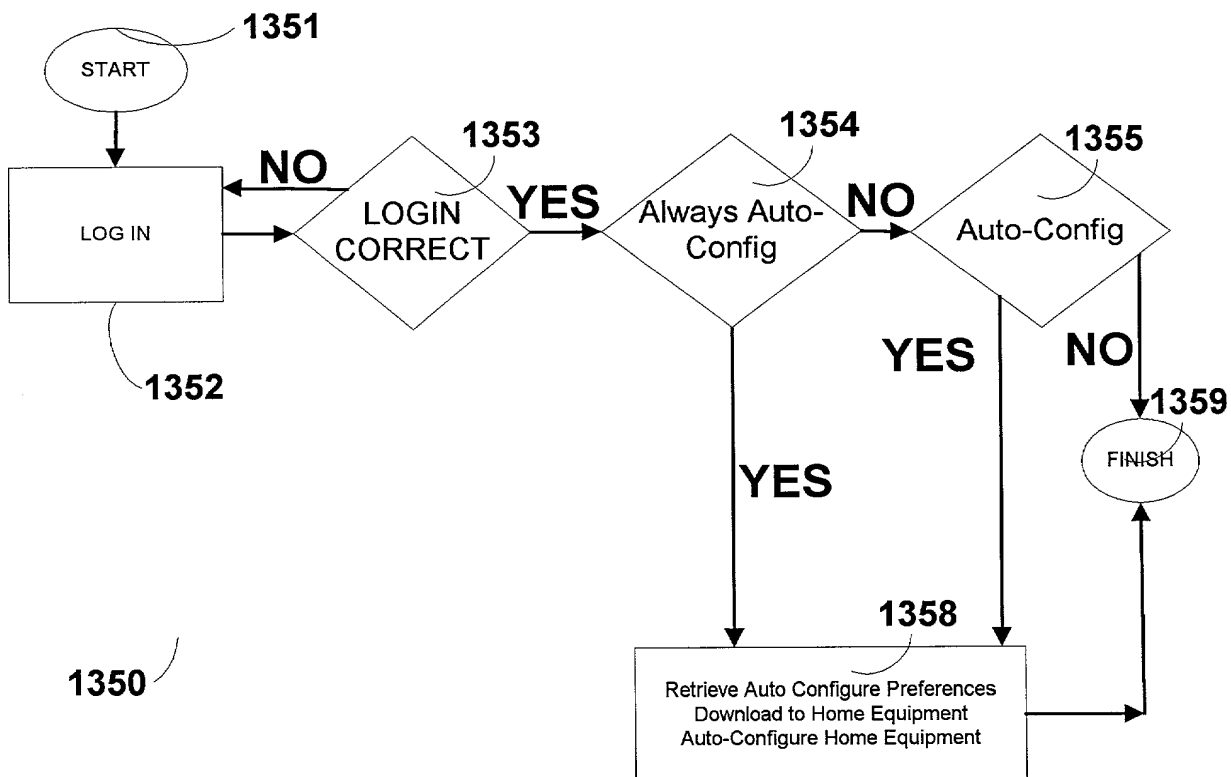 1351
START
1353
1354
1355
NO
LOG IN
LOGIN
CORRECT
YES
Always Auto-
Config
NO
Auto-Config
1352
YES
NO
1359
FINISH
YES
1358
1350
Retrieve Auto Configure Preferences
Download to Home Equipment
Auto-Configure Home Equipment